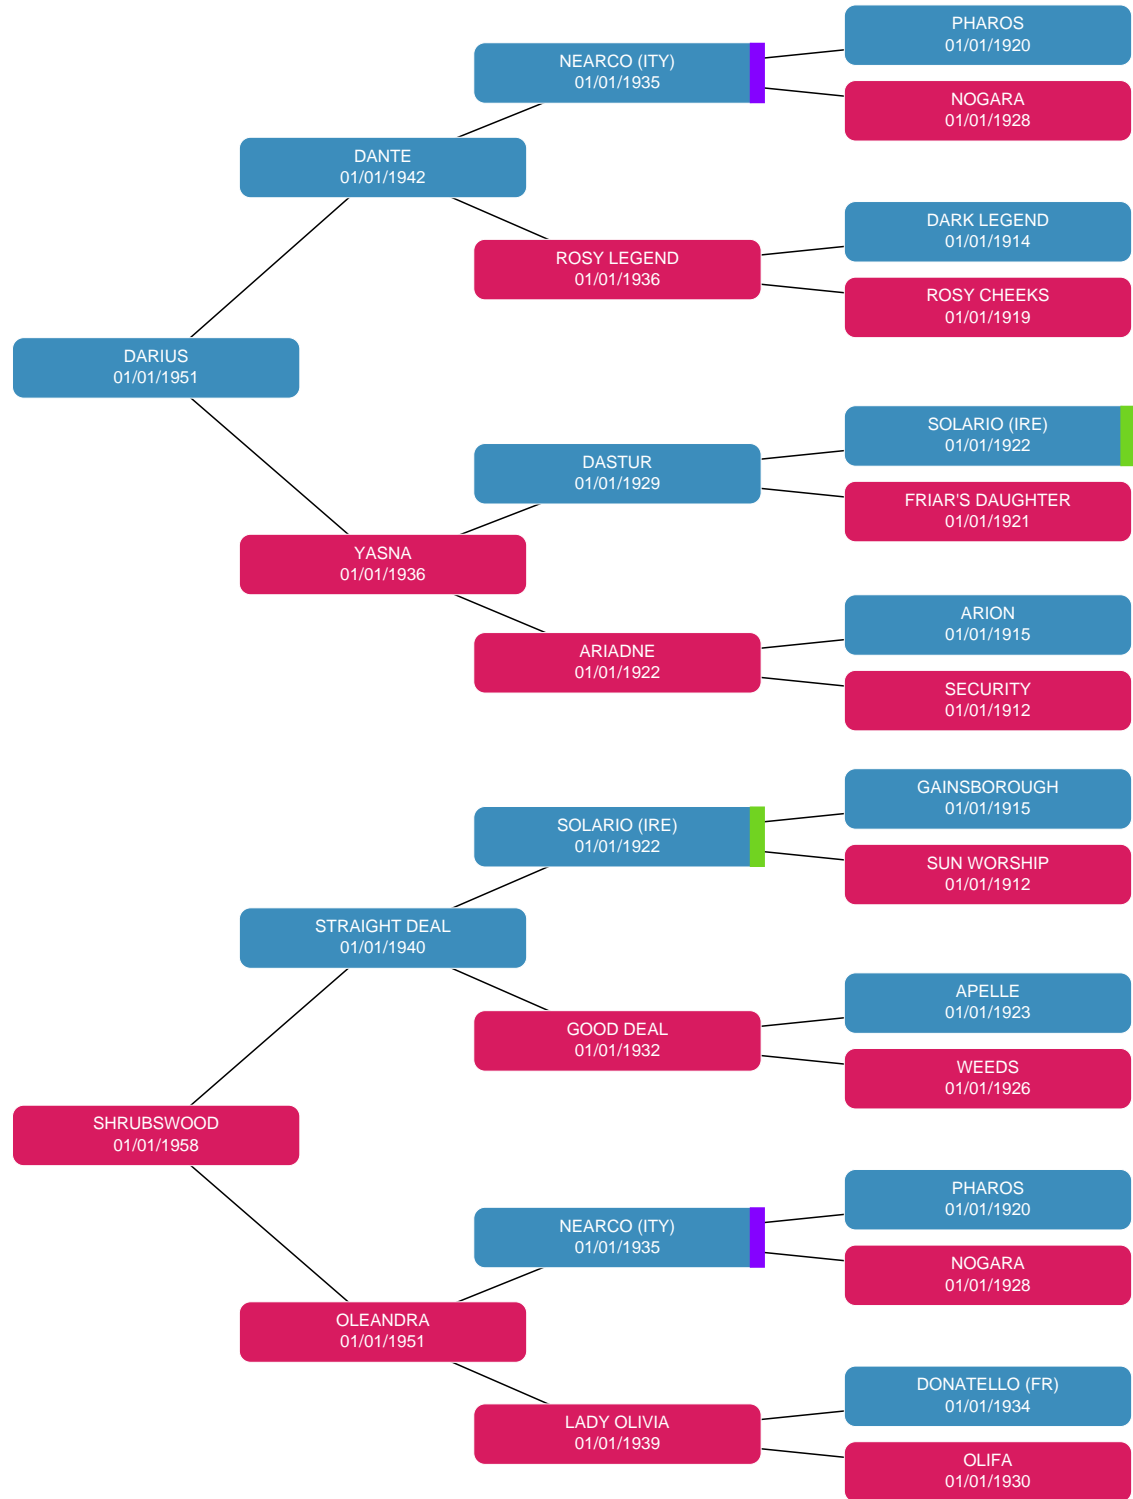 PHAROS
01/01/1920
NEARCO (ITY)
01/01/1935
NOGARA
01/01/1928
DANTE
01/01/1942
DARK LEGEND
01/01/1914
ROSY LEGEND
01/01/1936
ROSY CHEEKS
01/01/1919
DARIUS
01/01/1951
SOLARIO (IRE)
01/01/1922
DASTUR
01/01/1929
FRIAR'S DAUGHTER
01/01/1921
YASNA
01/01/1936
ARION
01/01/1915
ARIADNE
01/01/1922
SECURITY
01/01/1912
GAINSBOROUGH
01/01/1915
SOLARIO (IRE)
01/01/1922
SUN WORSHIP
01/01/1912
STRAIGHT DEAL
01/01/1940
APELLE
01/01/1923
GOOD DEAL
01/01/1932
WEEDS
01/01/1926
SHRUBSWOOD
01/01/1958
PHAROS
01/01/1920
NEARCO (ITY)
01/01/1935
NOGARA
01/01/1928
OLEANDRA
01/01/1951
DONATELLO (FR)
01/01/1934
LADY OLIVIA
01/01/1939
OLIFA
01/01/1930